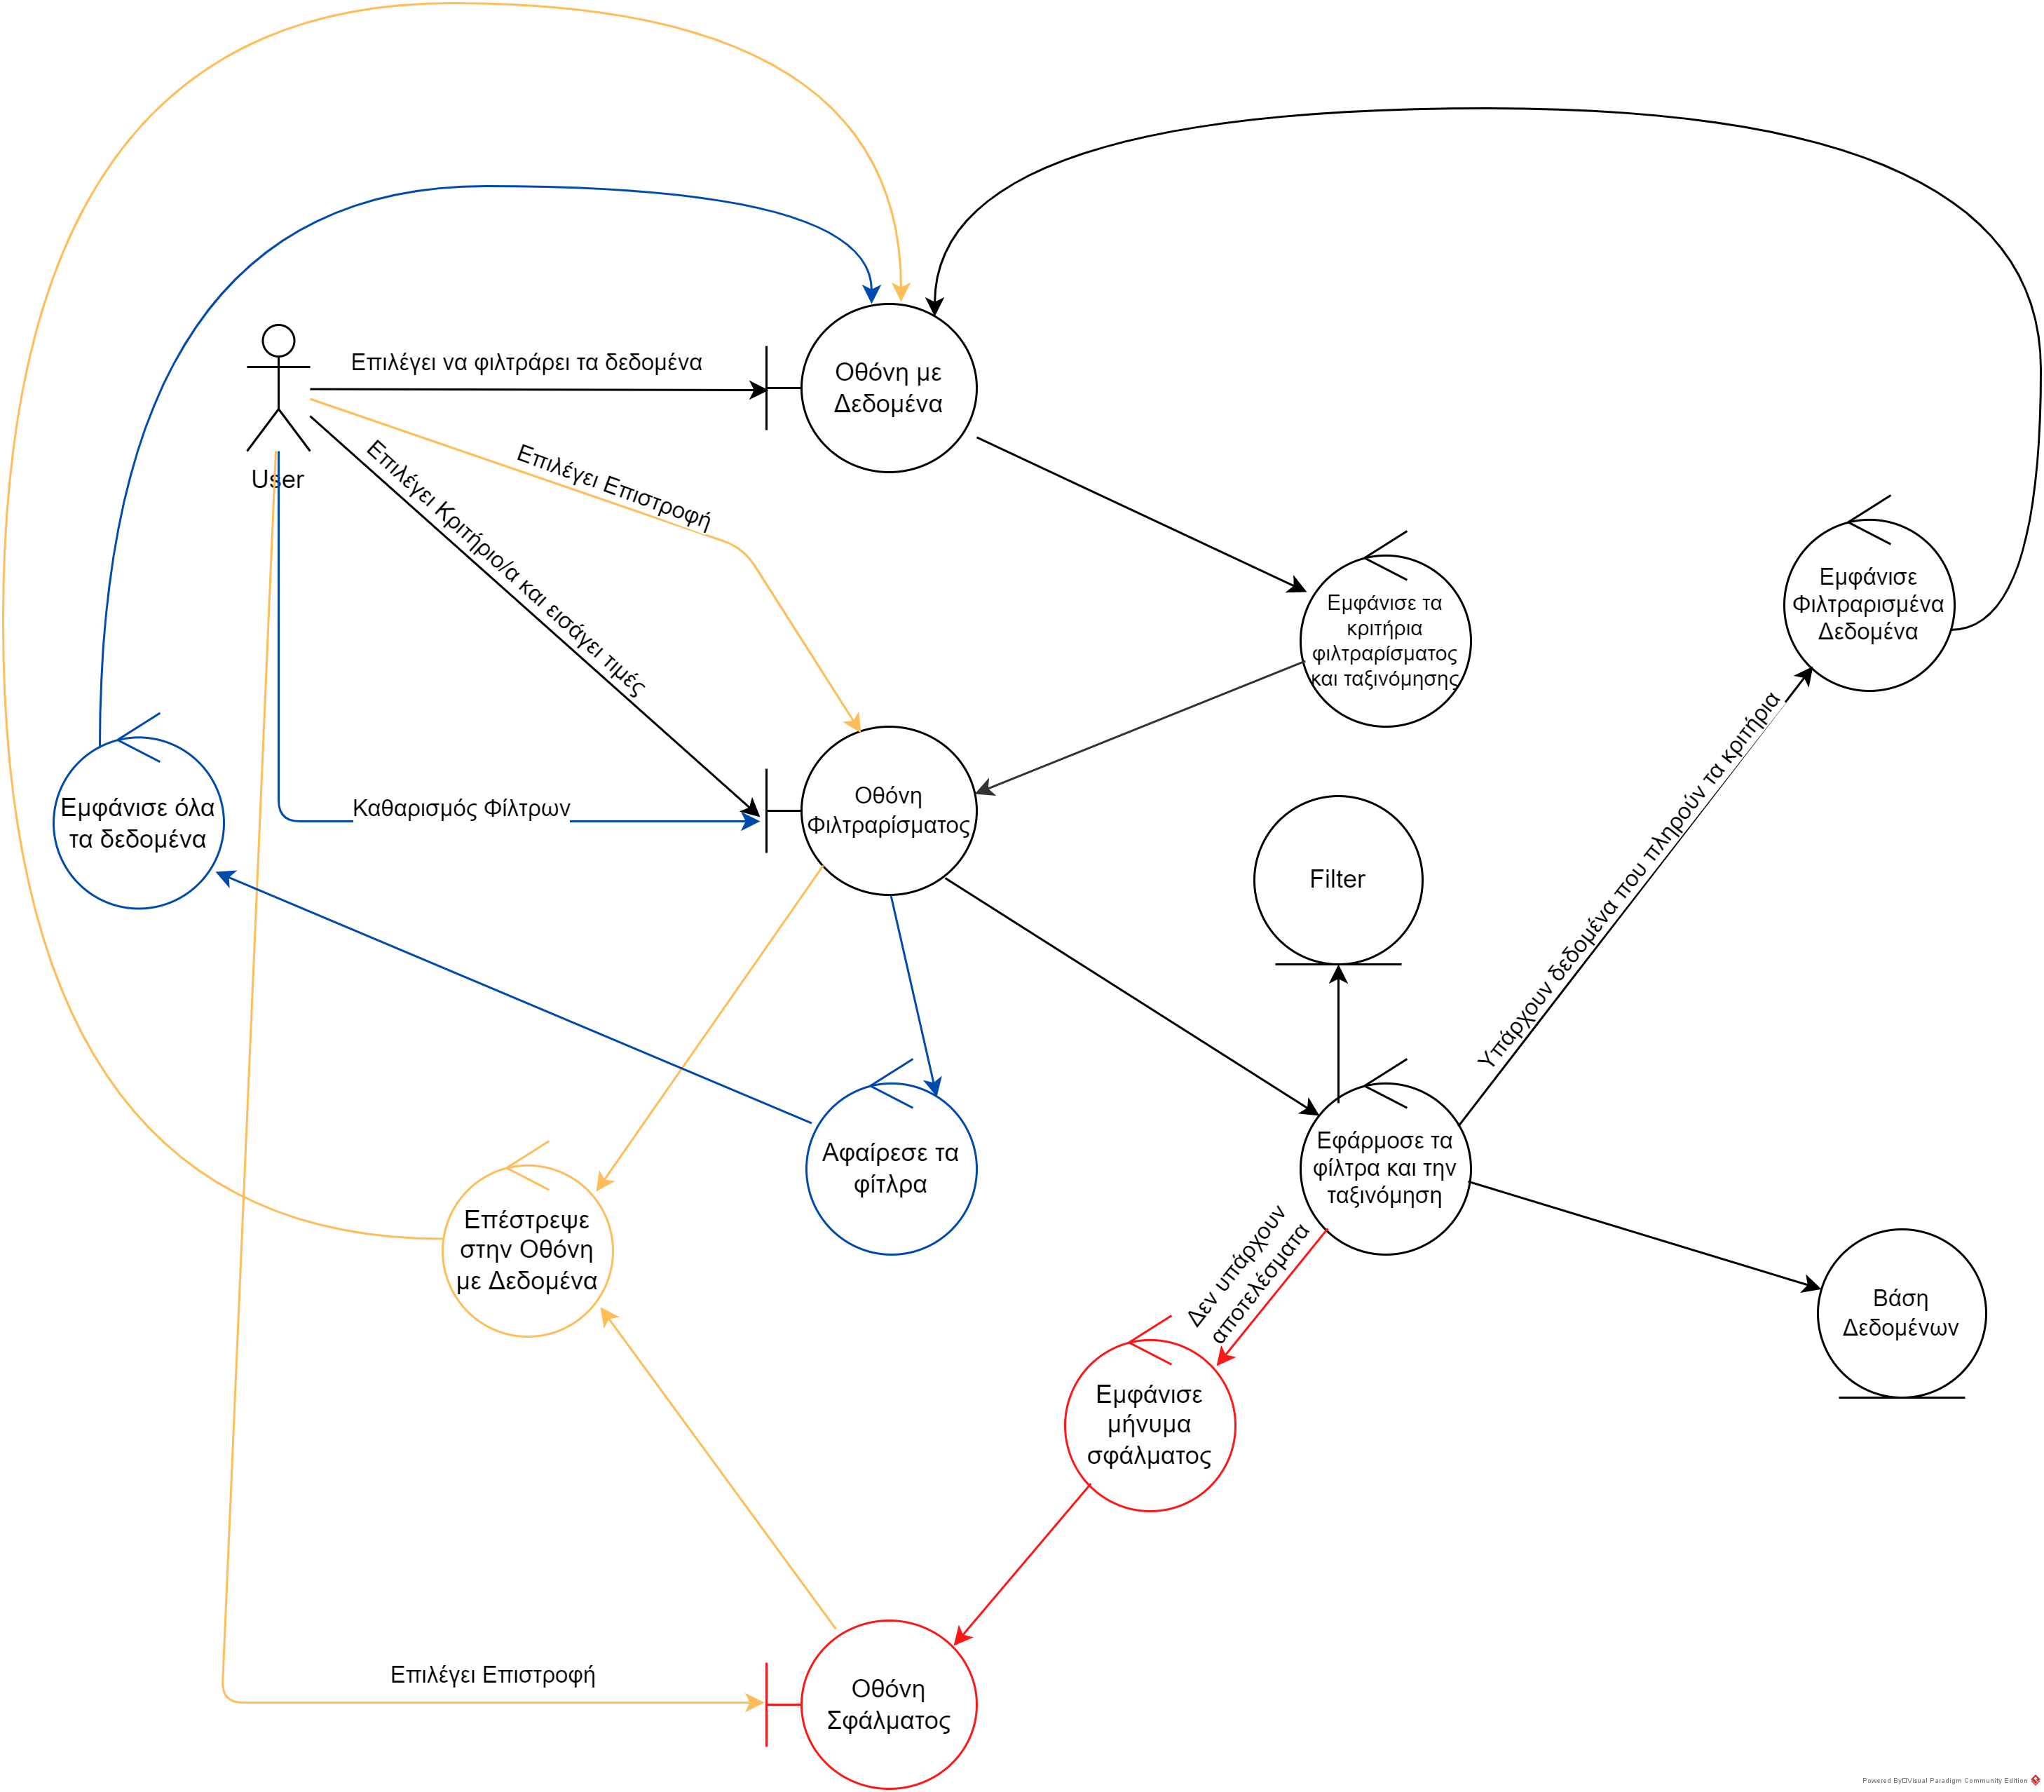 Επιλέγει να φιλτράρει τα δεδομένα
Οθόνη με
Δεδομένα
User
Επιλέγει Επιστροφή
Επιλέγει Κριτήριο/α και εισάγει τιμές
Εμφάνισε τα
κριτήρια
φιλτραρίσματος
και ταξινόμησης
Εμφάνισε
Φιλτραρισμένα
Δεδομένα
Εμφάνισε όλα
τα δεδομένα
Καθαρισμός Φίλτρων
Οθόνη
Φιλτραρίσματος
Filter
Υπάρχουν δεδομένα που πληρούν τα κριτήρια
Αφαίρεσε τα
φίτλρα
Εφάρμοσε τα
φίλτρα και την
ταξινόμηση
Επέστρεψε
στην Οθόνη
με Δεδομένα
Δεν υπάρχουν
αποτελέσματα
Βάση
Δεδομένων
Εμφάνισε
μήνυμα
σφάλματος
Επιλέγει Επιστροφή
Οθόνη
Σφάλματος
Powered By□Visual Paradigm Community Edition